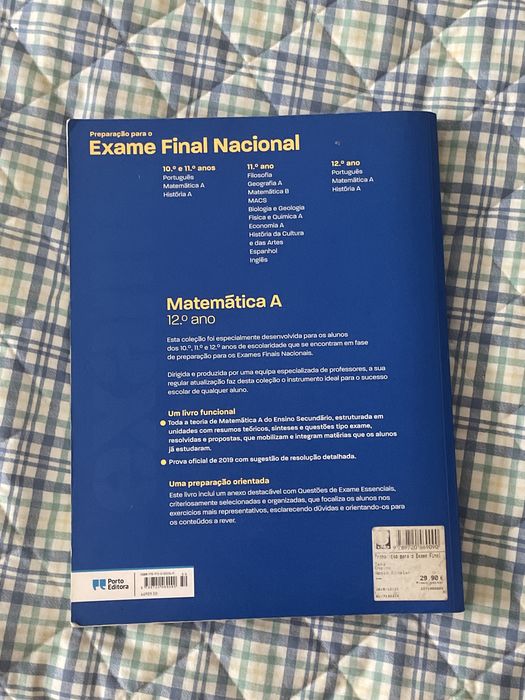 Preparação para o
Exame Final Nacional
10.º e 11.º anos
Português
Matemática A
História A
11.º ano
Filosofia
Geografia A
Matemática B
MACS
Biologia e Geologia
Física e Química A
Economia A
História da Cultura
e das Artes
Espanhol
Inglês
12.º ano
Português
Matemática A
História A
Matemática A
12.º ano
Esta coleção foi especialmente desenvolvida para os alunos
dos 10.º, 11.º e 12.º anos de escolaridade que se encontram em fase
de preparação para os Exames Finais Nacionais.
Dirigida e produzida por uma equipa especializada de professores, a sua
regular atualização faz desta coleção o instrumento ideal para o sucesso
escolar de qualquer aluno.
Um livro funcional
Toda a teoria de Matemática A do Ensino Secundário, estruturada em
unidades com resumos teóricos, sínteses e questões tipo exame,
resolvidas e propostas, que mobilizam e integram matérias que os alunos
já estudaram.
Prova oficial de 2019 com sugestão de resolução detalhada.
Uma preparação orientada
Este livro inclui um anexo destacável com Questões de Exame Essenciais,
criteriosamente selecionadas e organizadas, que focaliza os alunos nos
exercícios mais representativos, esclarecendo dúvidas e orientando-os para
os conteúdos a rever.
Porto
Editora
para o Exame Final
29,90 €